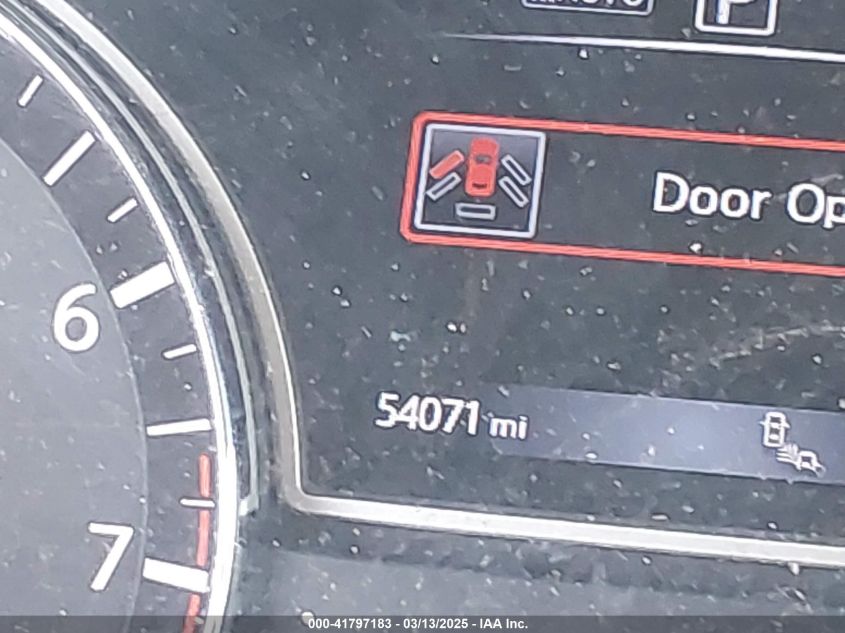 P
Door Op
6
54071 mi
7
000-41797183 - 03/13/2025 - IAA Inc.